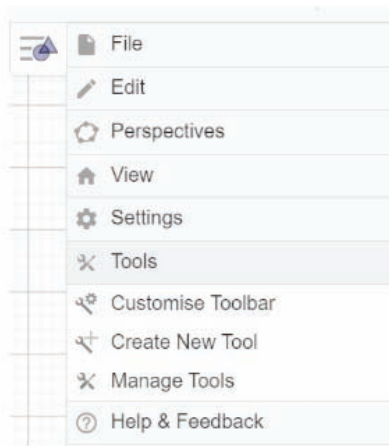 File
Edit
Perspectives
View
Settings
Tools
Customise Toolbar
Create New Tool
Manage Tools
Help & Feedback